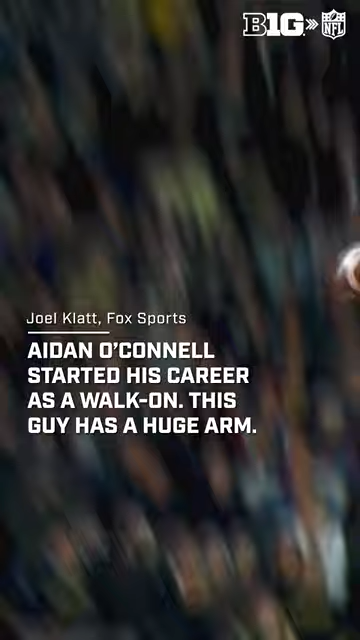 B1G NFL
Joel Klatt, Fox Sports
AIDAN O'CONNELL
STARTED HIS CAREER
AS A WALK-ON. THIS
GUY HAS A HUGE ARM.